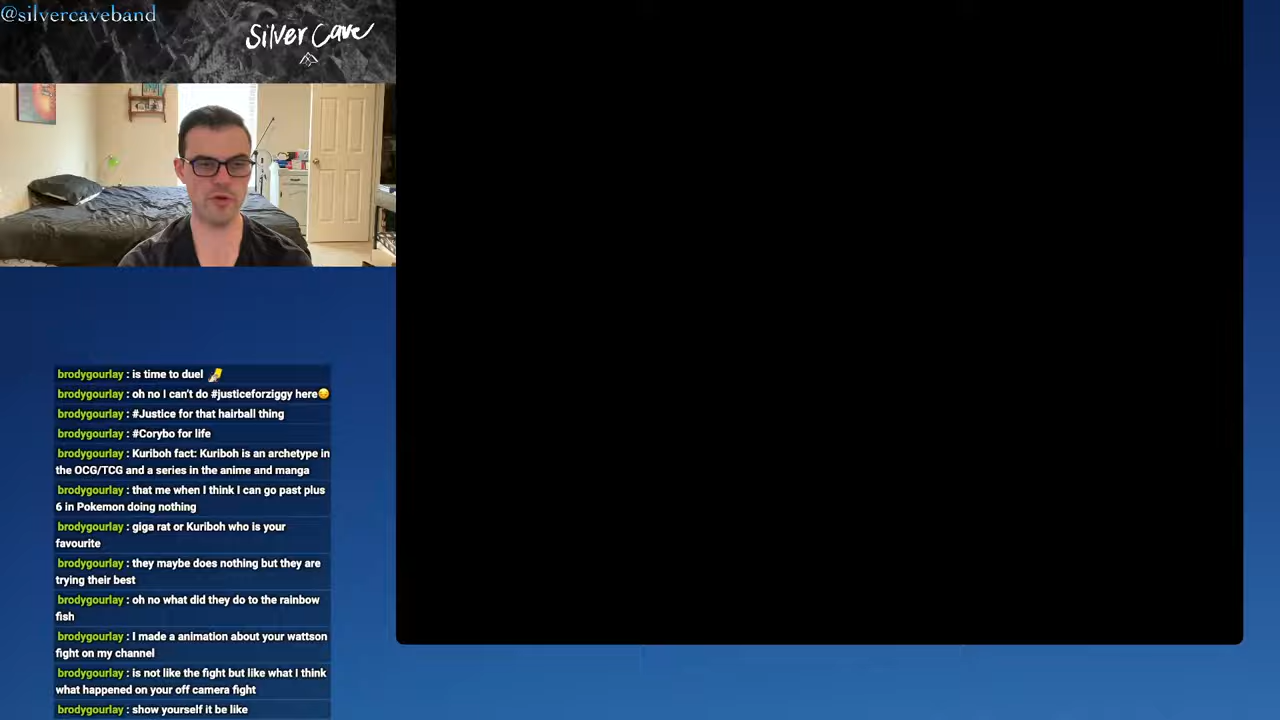 @silvercaveband
Silver Cave
brodygourlay : is time to duel
brodygourlay : oh no I can't do #justiceforziggy here
brodygourlay : #Justice for that hairball thing
brodygourlay : #Corybo for life
brodygourlay : Kuriboh fact: Kuriboh is an archetype in
the OCG/TCG and a series in the anime and manga
brodygourlay : that me when I think I can go past plus
6 in Pokemon doing nothing
brodygourlay : giga rat or Kuriboh who is your
favourite
brodygourlay : they maybe does nothing but they are
trying their best
brodygourlay : oh no what did they do to the rainbow
fish
brodygourlay : I made a animation about your wattson
fight on my channel
brodygourlay : is not like the fight but like what I think
what happened on your off camera fight
brodygourlay : show yourself it be like